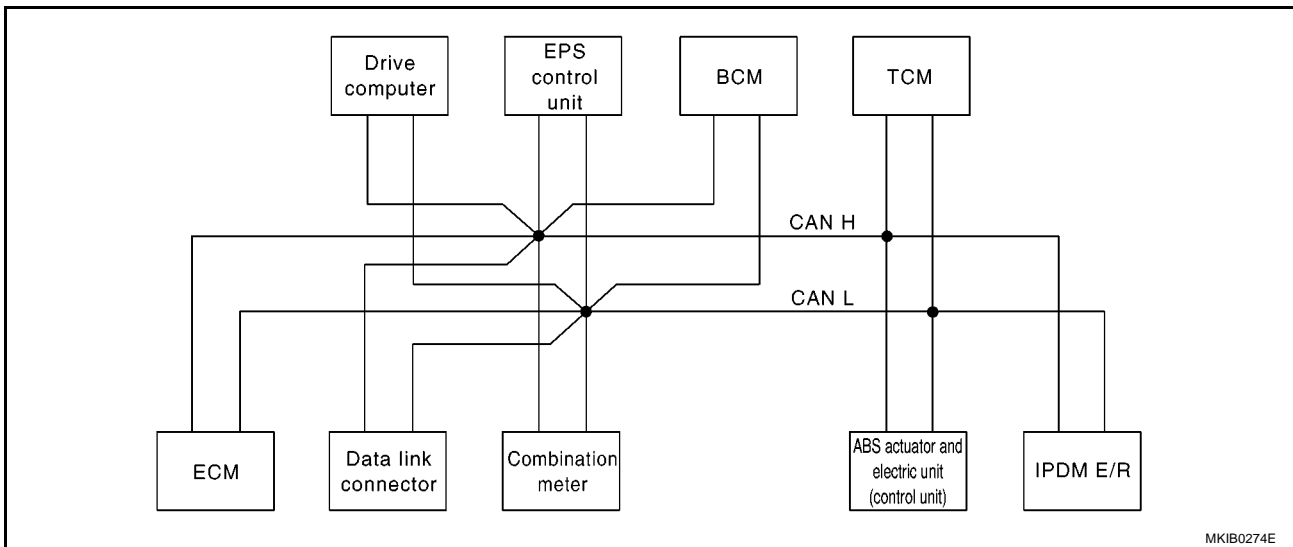 Drive
computer
EPS
control
unit
BCM
TCM
CAN H
CAN L
ECM
Data link
connector
Combination
meter
ABS actuator and
electric unit
(control unit)
IPDM E/R
MKIB0274E